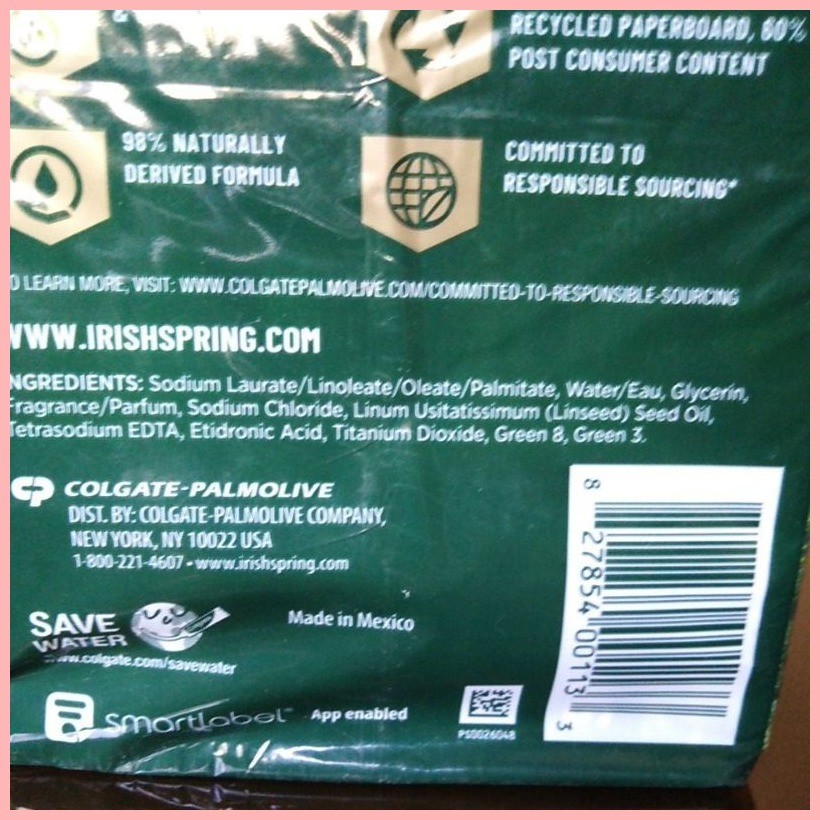 &
RECYCLED PAPERBOARD, 60%
POST CONSUMER CONTENT
98% NATURALLY
DERIVED FORMULA
COMMITTED TO
RESPONSIBLE SOURCING*
O LEARN MORE, VISIT: WWW.COLGATEPALMOLIVE.COM/COMMITTED-TO-RESPONSIBLE-SOURCING
WWW.IRISHSPRING.COM
NGREDIENTS: Sodium Laurate/Linoleate/Oleate/Palmitate, Water/Eau, Glycerin,
Fragrance/Parfum, Sodium Chloride, Linum Usitatissimum (Linseed) Seed Oil,
Tetrasodium EDTA, Etidronic Acid, Titanium Dioxide, Green 8, Green 3.
CP COLGATE-PALMOLIVE
DIST. BY: COLGATE-PALMOLIVE COMPANY,
NEW YORK, NY 10022 USA
1-800-221-4607 • www.irishspring.com
SAVE
WATER
www.colgate.com/savewater
Made in Mexico
smartlabel™ App enabled
PS0026048
8 27854 00113 3